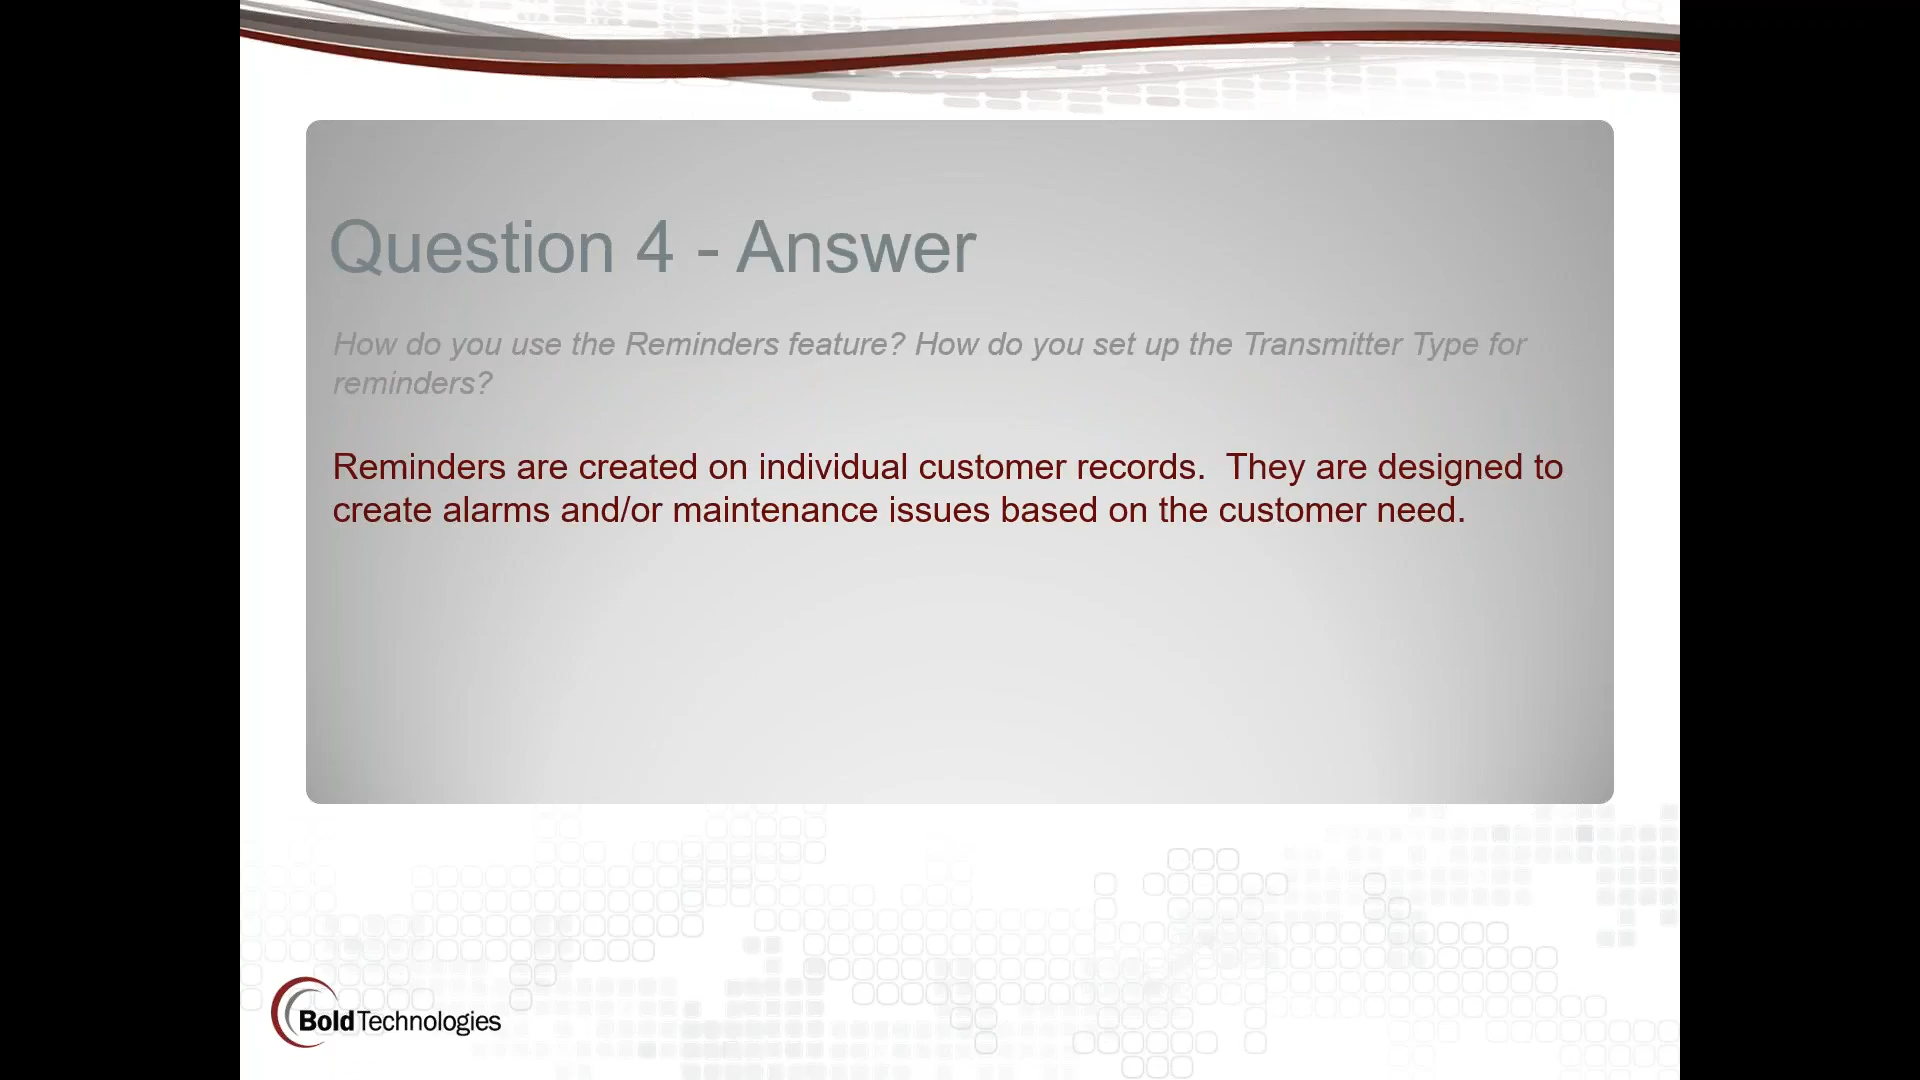 Question 4 - Answer
How do you use the Reminders feature? How do you set up the Transmitter Type for
reminders?
Reminders are created on individual customer records.  They are designed to
create alarms and/or maintenance issues based on the customer need.
BoldTechnologies